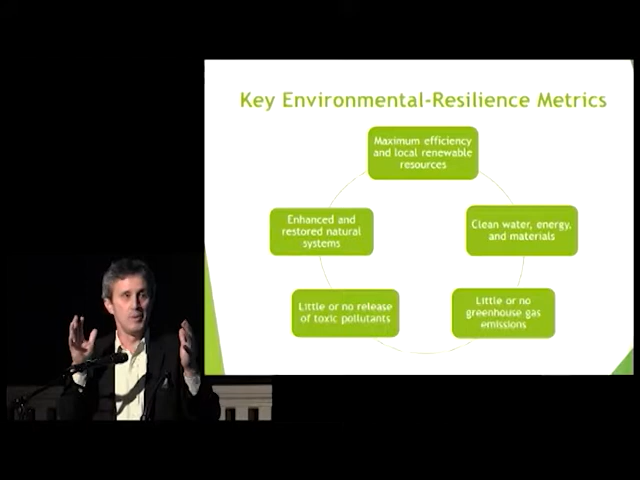 Key Environmental-Resilience Metrics
Maximum efficiency
and local renewable
resources
Enhanced and
restored natural
systems
Clean water, energy,
and materials
Little or no release
of toxic pollutants
Little or no
greenhouse gas
emissions